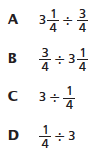 A 3 1/4 ÷ 3/4
B 3/4 ÷ 3 1/4
C 3 ÷ 1/4
D 1/4 ÷ 3